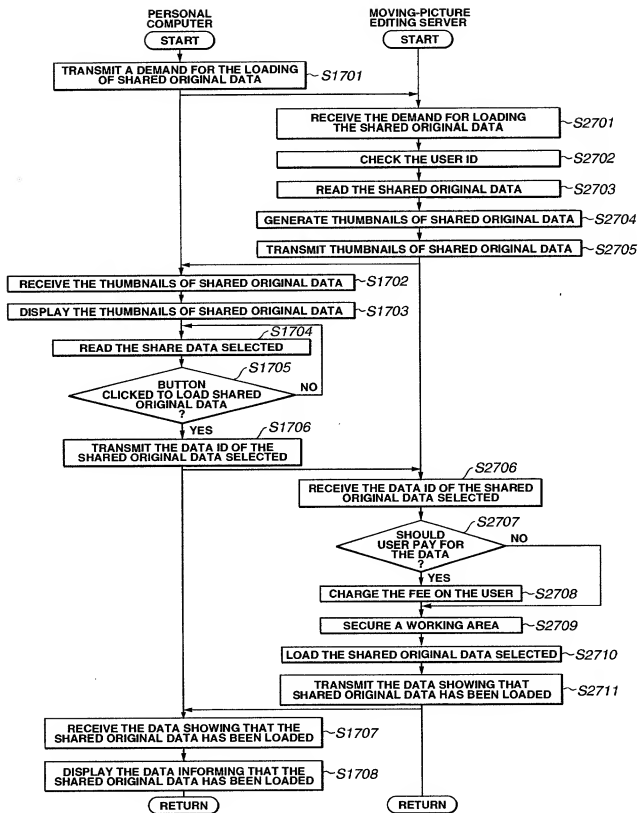 PERSONAL
COMPUTER
MOVING-PICTURE
EDITING SERVER
START
START
TRANSMIT A DEMAND FOR THE LOADING
OF SHARED ORIGINAL DATA
S1701
RECEIVE THE DEMAND FOR LOADING
THE SHARED ORIGINAL DATA
S2701
CHECK THE USER ID
S2702
READ THE SHARED ORIGINAL DATA
S2703
GENERATE THUMBNAILS OF SHARED ORIGINAL DATA
S2704
TRANSMIT THUMBNAILS OF SHARED ORIGINAL DATA
S2705
RECEIVE THE THUMBNAILS OF SHARED ORIGINAL DATA
S1702
DISPLAY THE THUMBNAILS OF SHARED ORIGINAL DATA
S1703
S1704
READ THE SHARE DATA SELECTED
S1705
BUTTON
CLICKED TO LOAD SHARED
ORIGINAL DATA
?
NO
YES
S1706
TRANSMIT THE DATA ID OF THE
SHARED ORIGINAL DATA SELECTED
S2706
RECEIVE THE DATA ID OF THE SHARED
ORIGINAL DATA SELECTED
S2707
SHOULD
USER PAY FOR
THE DATA
?
NO
YES
CHARGE THE FEE ON THE USER
S2708
SECURE A WORKING AREA
S2709
LOAD THE SHARED ORIGINAL DATA SELECTED
S2710
TRANSMIT THE DATA SHOWING THAT
SHARED ORIGINAL DATA HAS BEEN LOADED
S2711
RECEIVE THE DATA SHOWING THAT THE
SHARED ORIGINAL DATA HAS BEEN LOADED
S1707
DISPLAY THE DATA INFORMING THAT THE
SHARED ORIGINAL DATA HAS BEEN LOADED
S1708
RETURN
RETURN